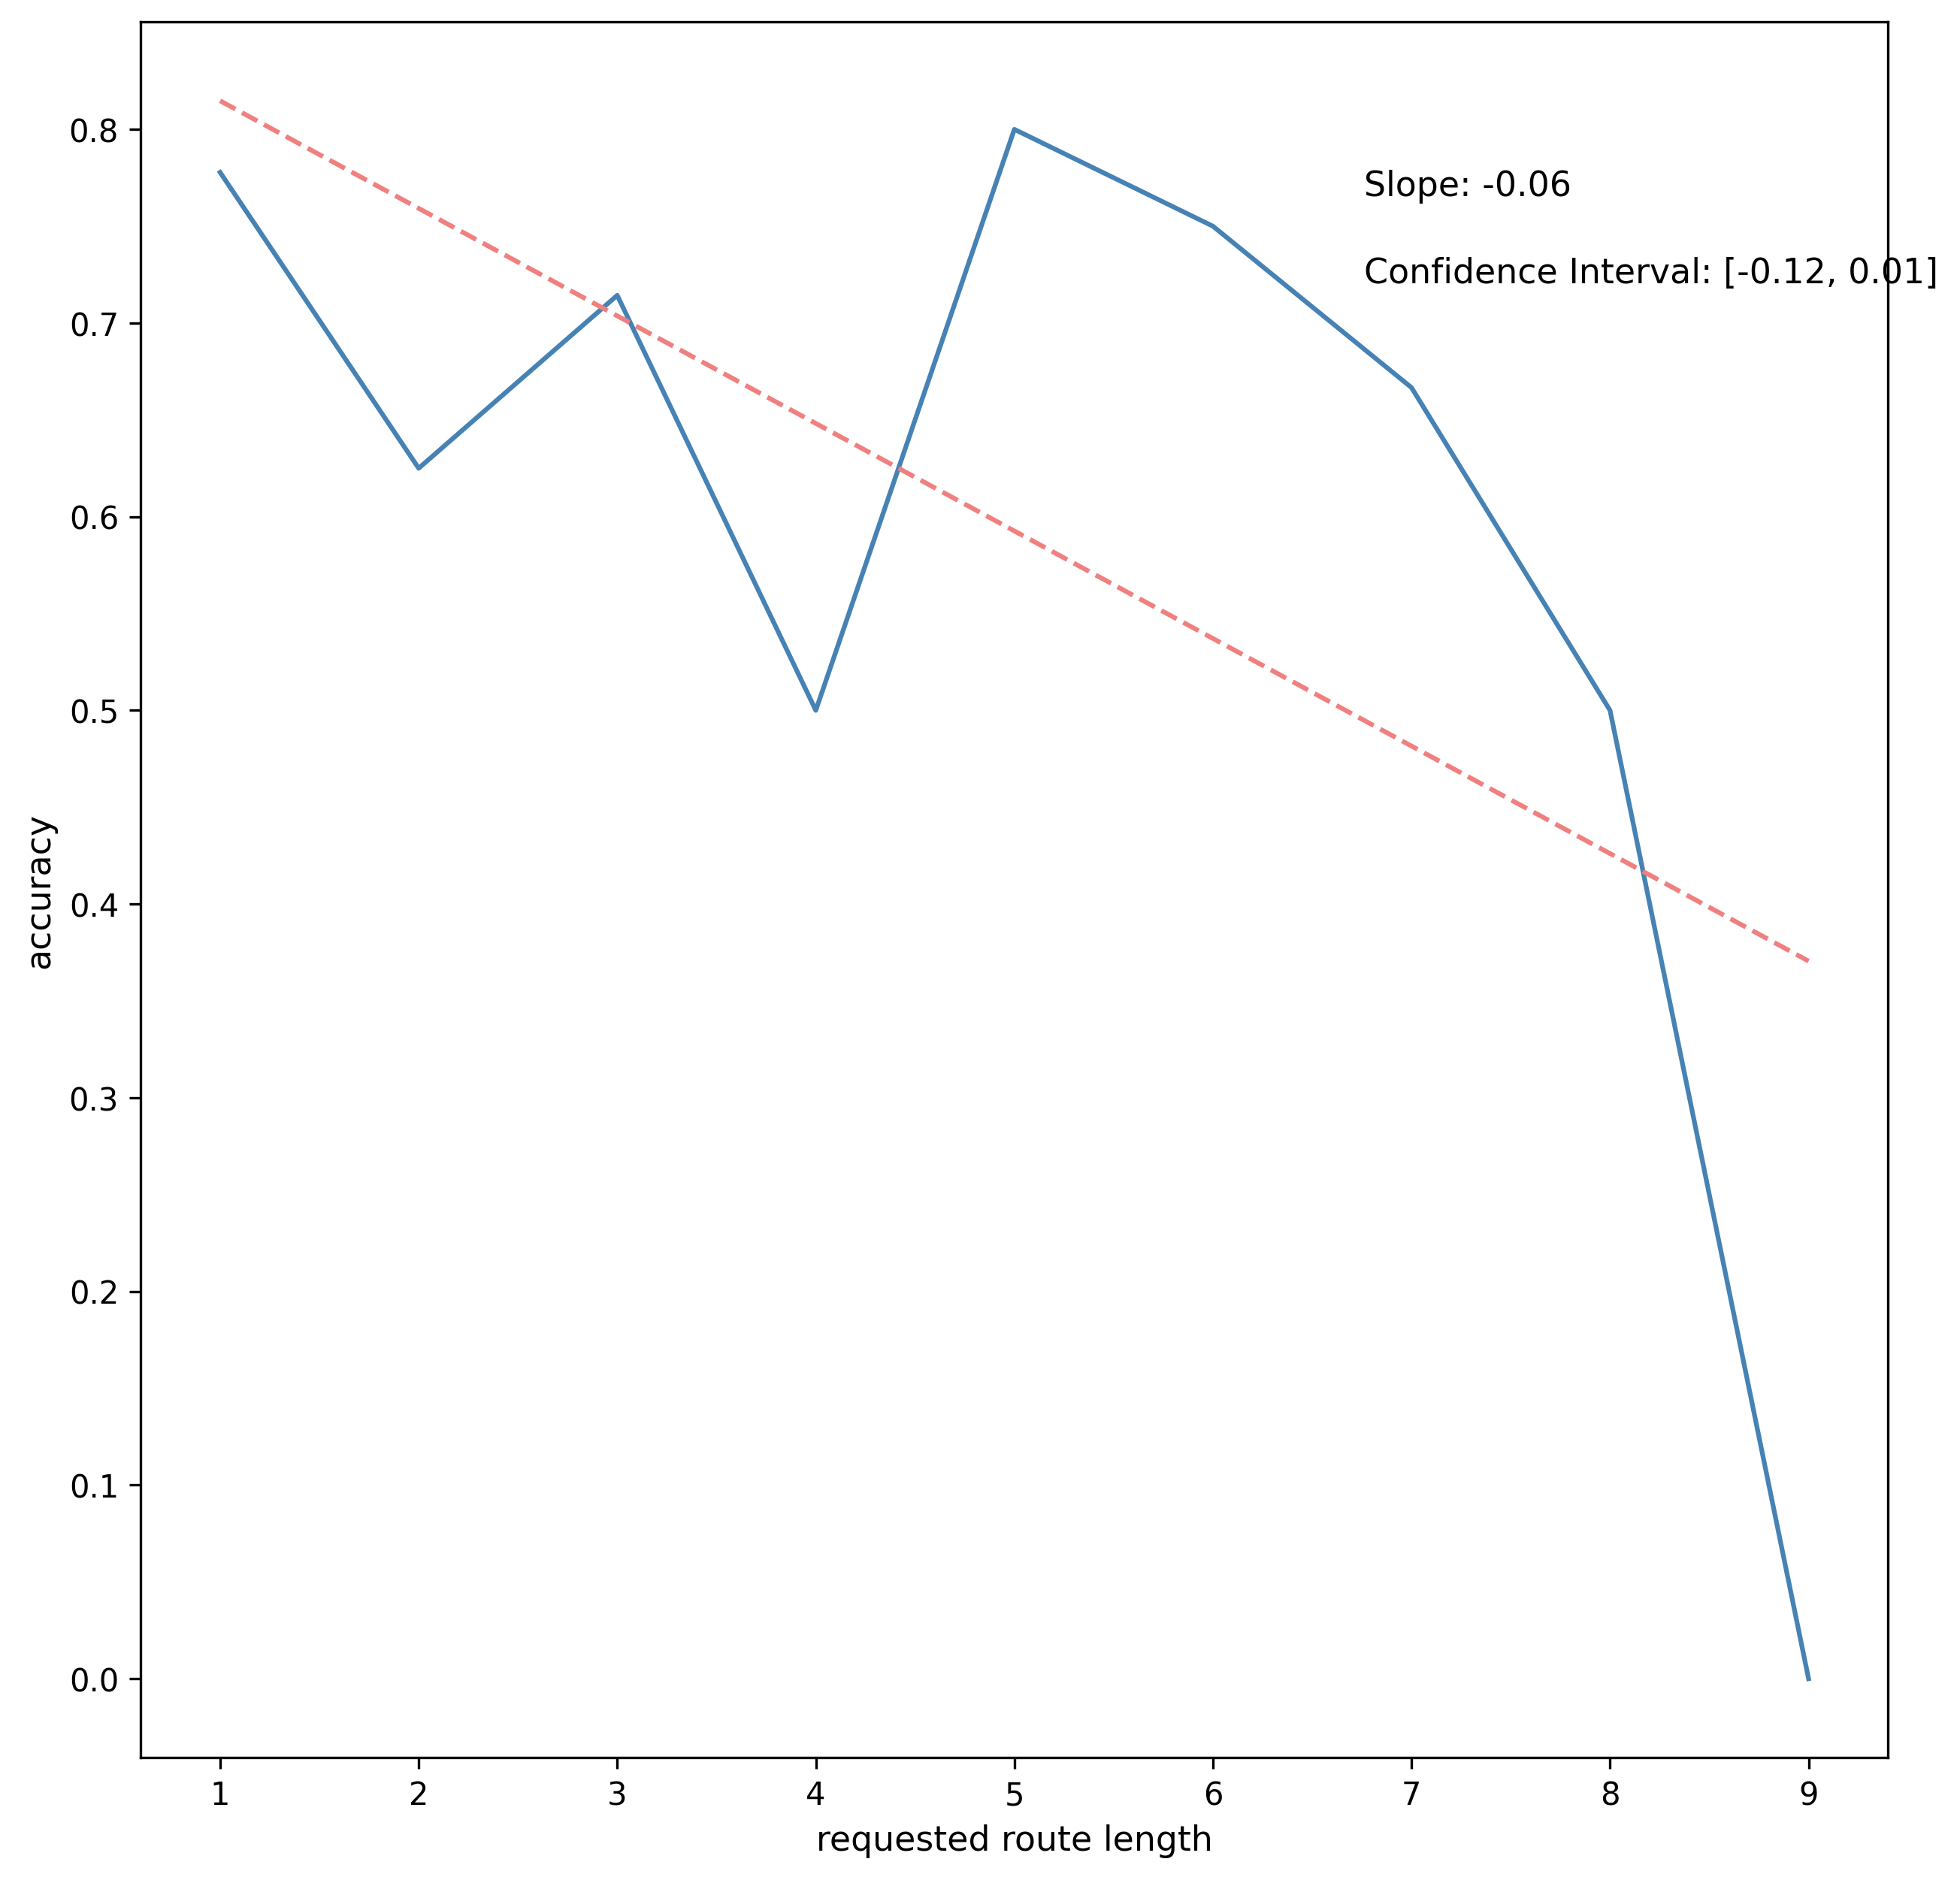 0.8
0.7
0.6
0.5
0.4
0.3
0.2
0.1
0.0
accuracy
Slope: -0.06
Confidence Interval: [-0.12, 0.01]
1 2 3 4 5 6 7 8 9
requested route length